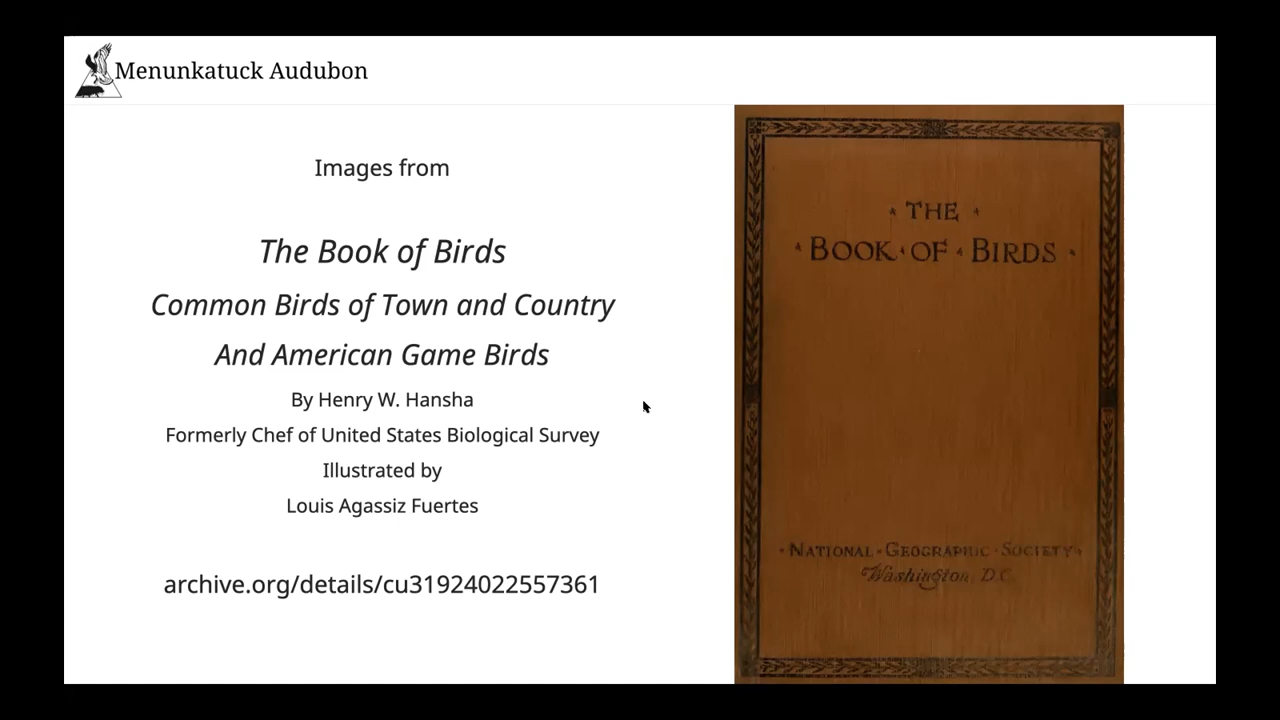 Menunkatuck Audubon
Images from
The Book of Birds
Common Birds of Town and Country
And American Game Birds
By Henry W. Hansha
Formerly Chef of United States Biological Survey
Illustrated by
Louis Agassiz Fuertes
archive.org/details/cu31924022557361
THE
BOOK · OF · BIRDS
NATIONAL · GEOGRAPHIC · SOCIETY
Washington, D.C.